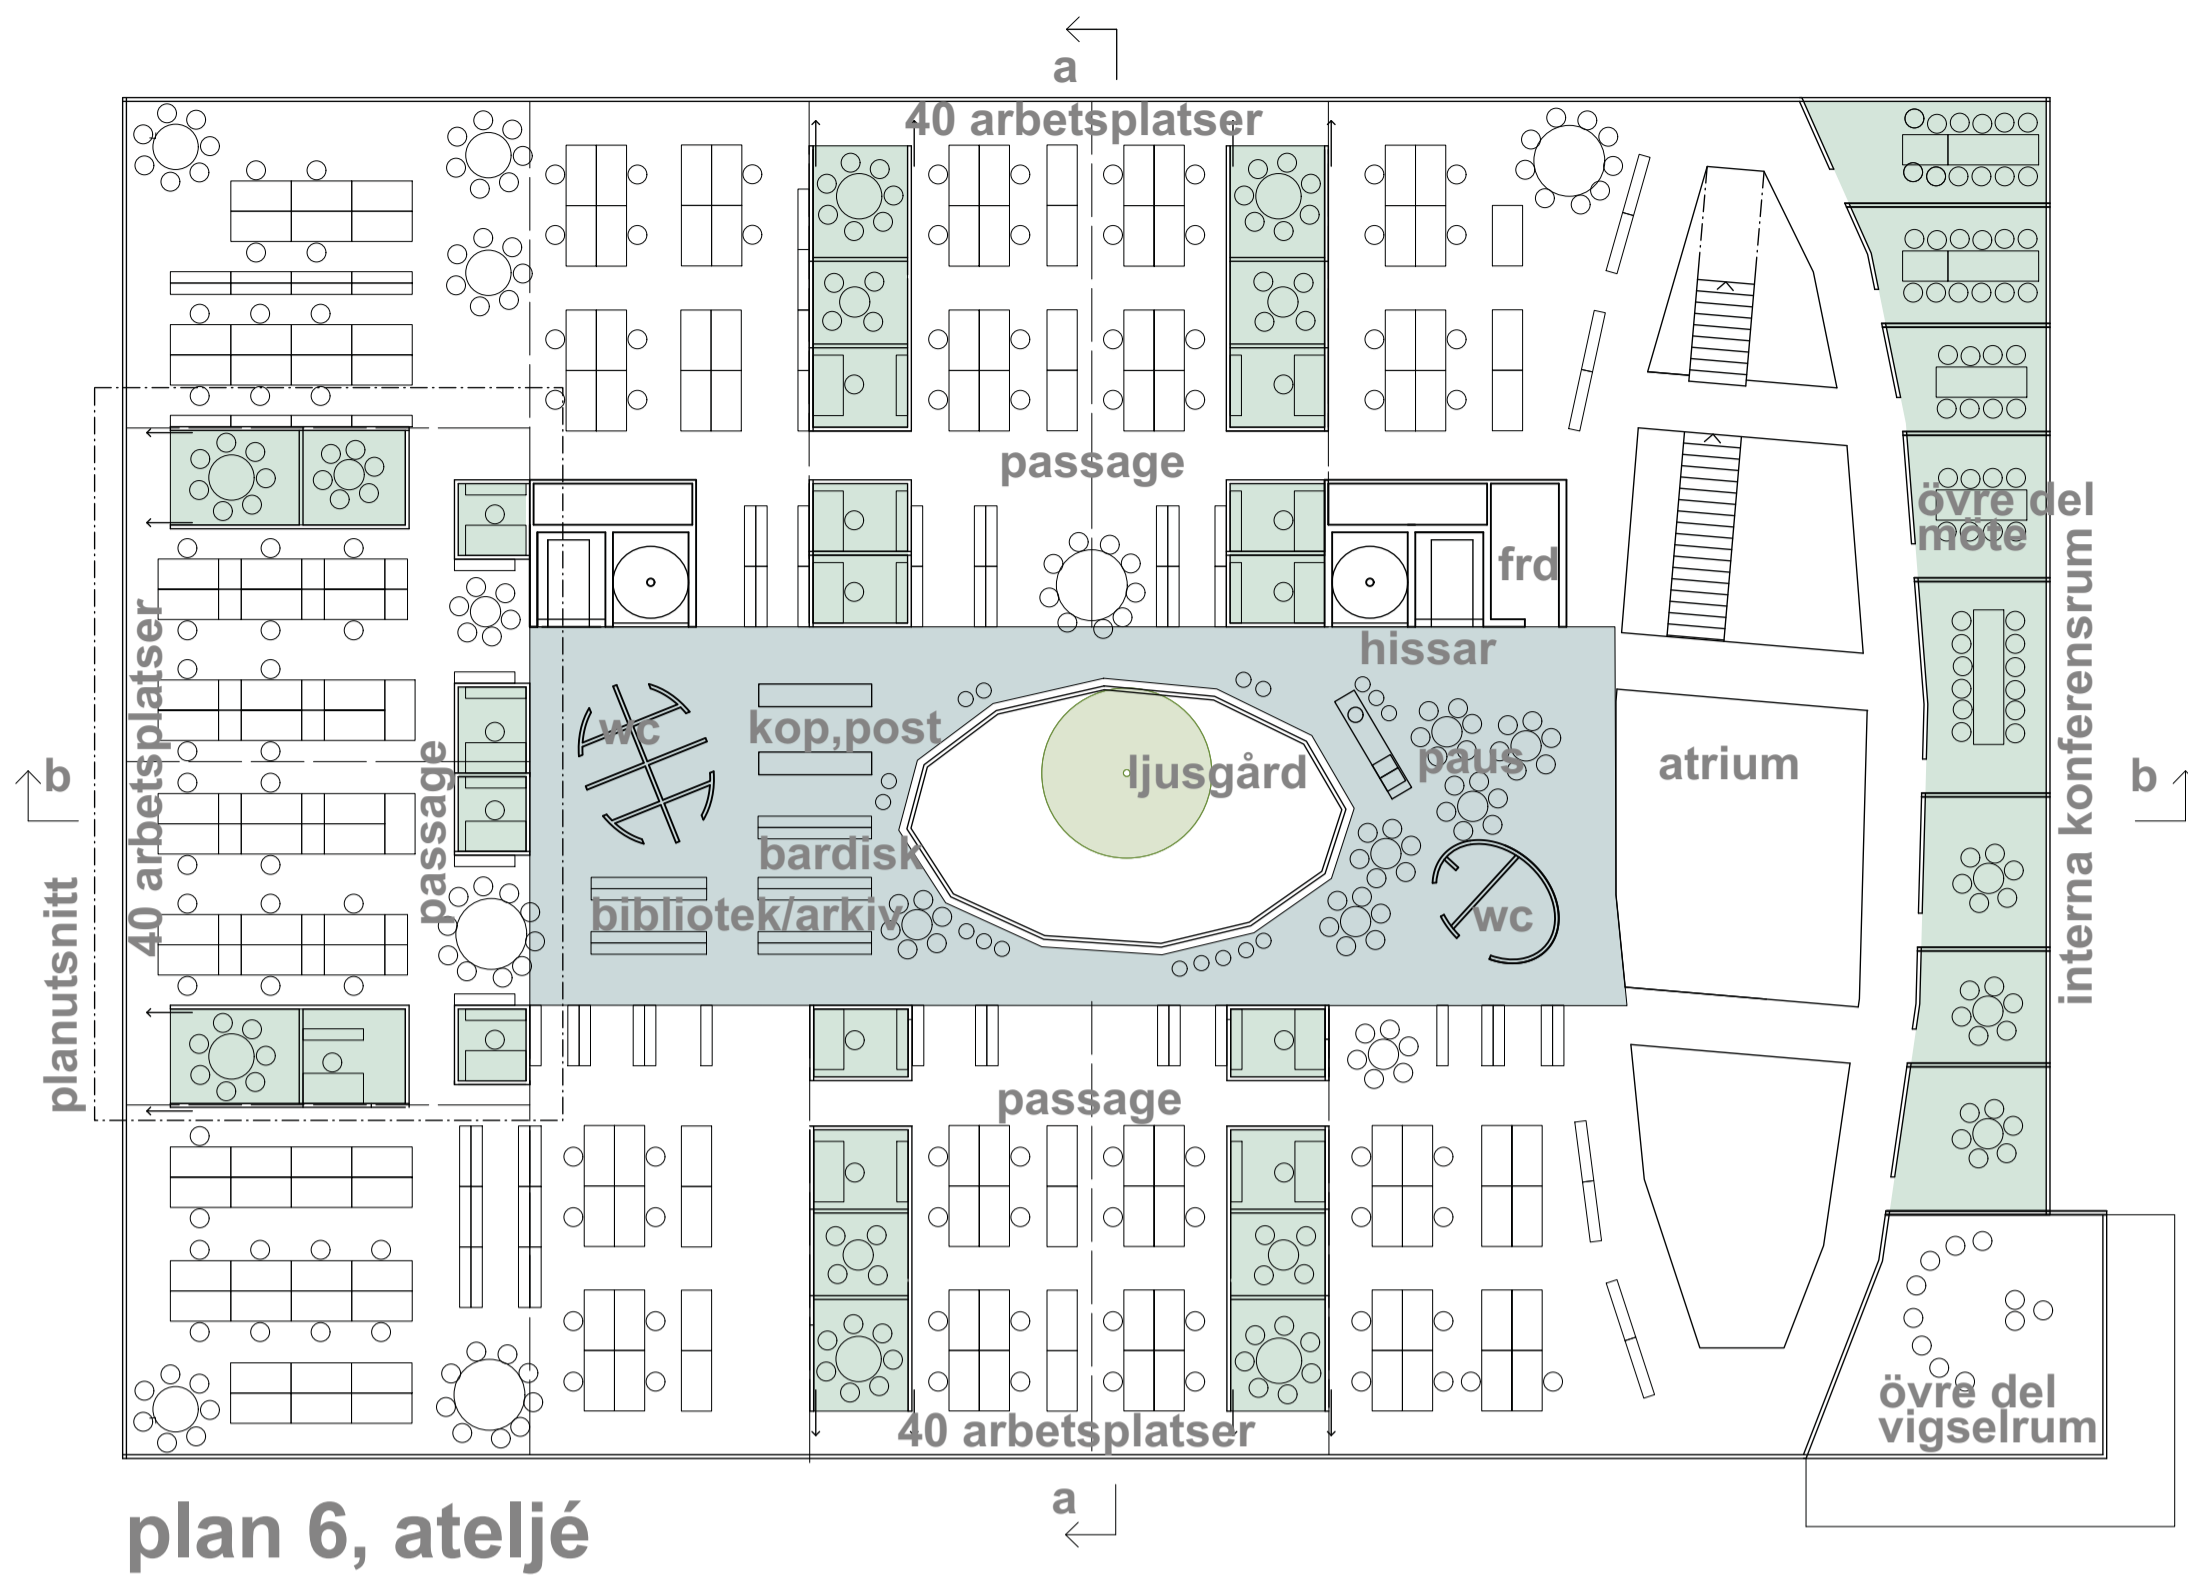 a
40 arbetsplatser
passage
frd
övre del
möte
hissar
wc
kop,post
ljusgård
paus
atrium
b
b
40 arbetsplatser
passage
planutsnitt
interna konferensrum
bardisk
bibliotek/arkiv
wc
passage
övre del
vigselrum
40 arbetsplatser
a
plan 6, ateljé